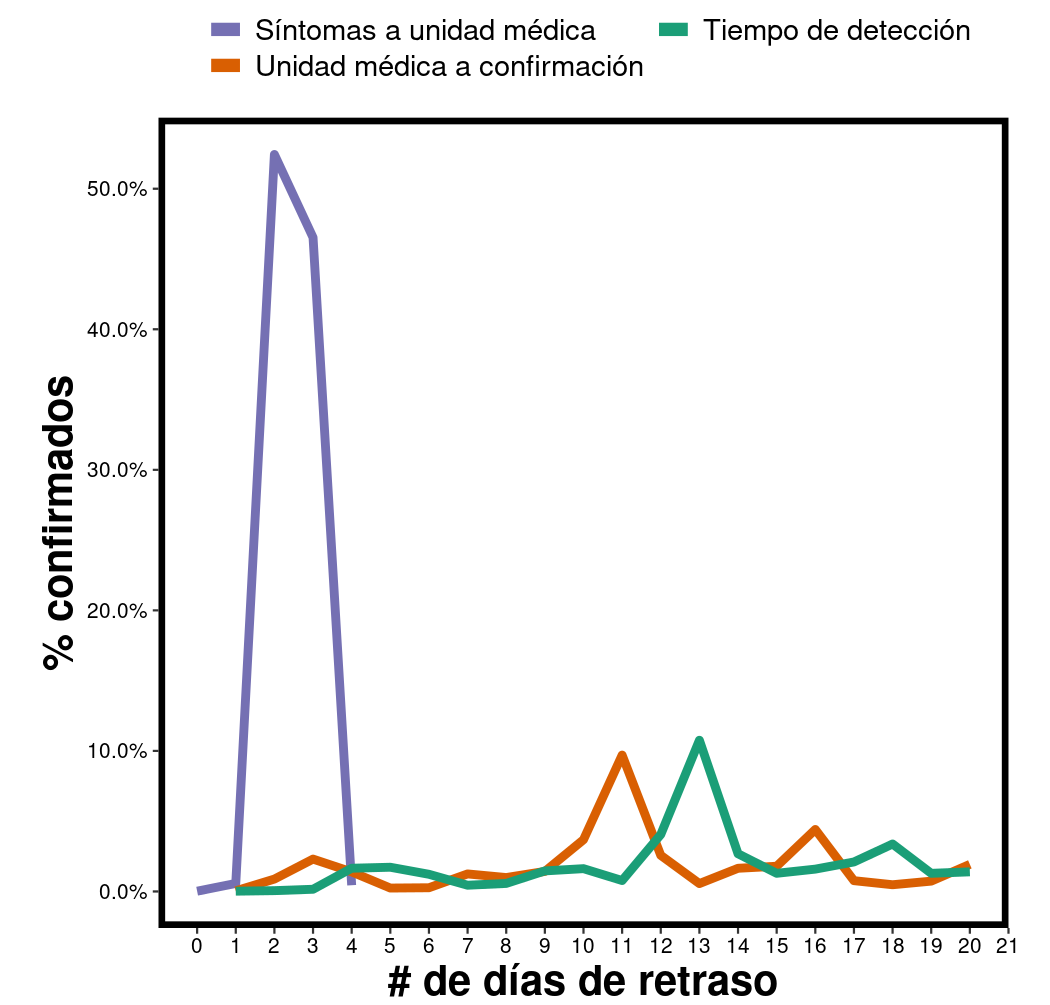 Síntomas a unidad médica
Tiempo de detección
Unidad médica a confirmación
% confirmados
50.0%
40.0%
30.0%
20.0%
10.0%
0.0%
0 1 2 3 4 5 6 7 8 9 10 11 12 13 14 15 16 17 18 19 20 21
# de días de retraso